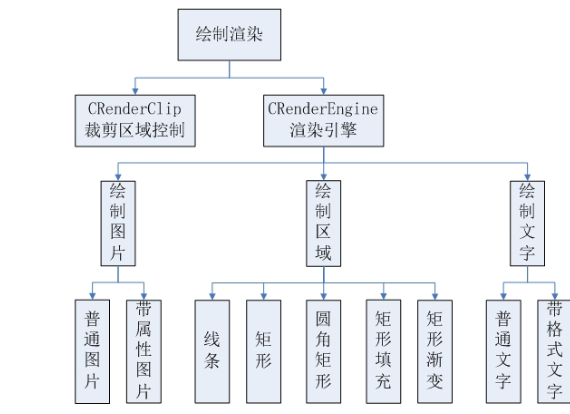 绘制渲染
CRenderClip
裁剪区域控制
CRenderEngine
渲染引擎
绘制图片
绘制区域
绘制文字
普通图片
带属性图片
线条
矩形
圆角矩形
矩形填充
矩形渐变
普通文字
带格式文字